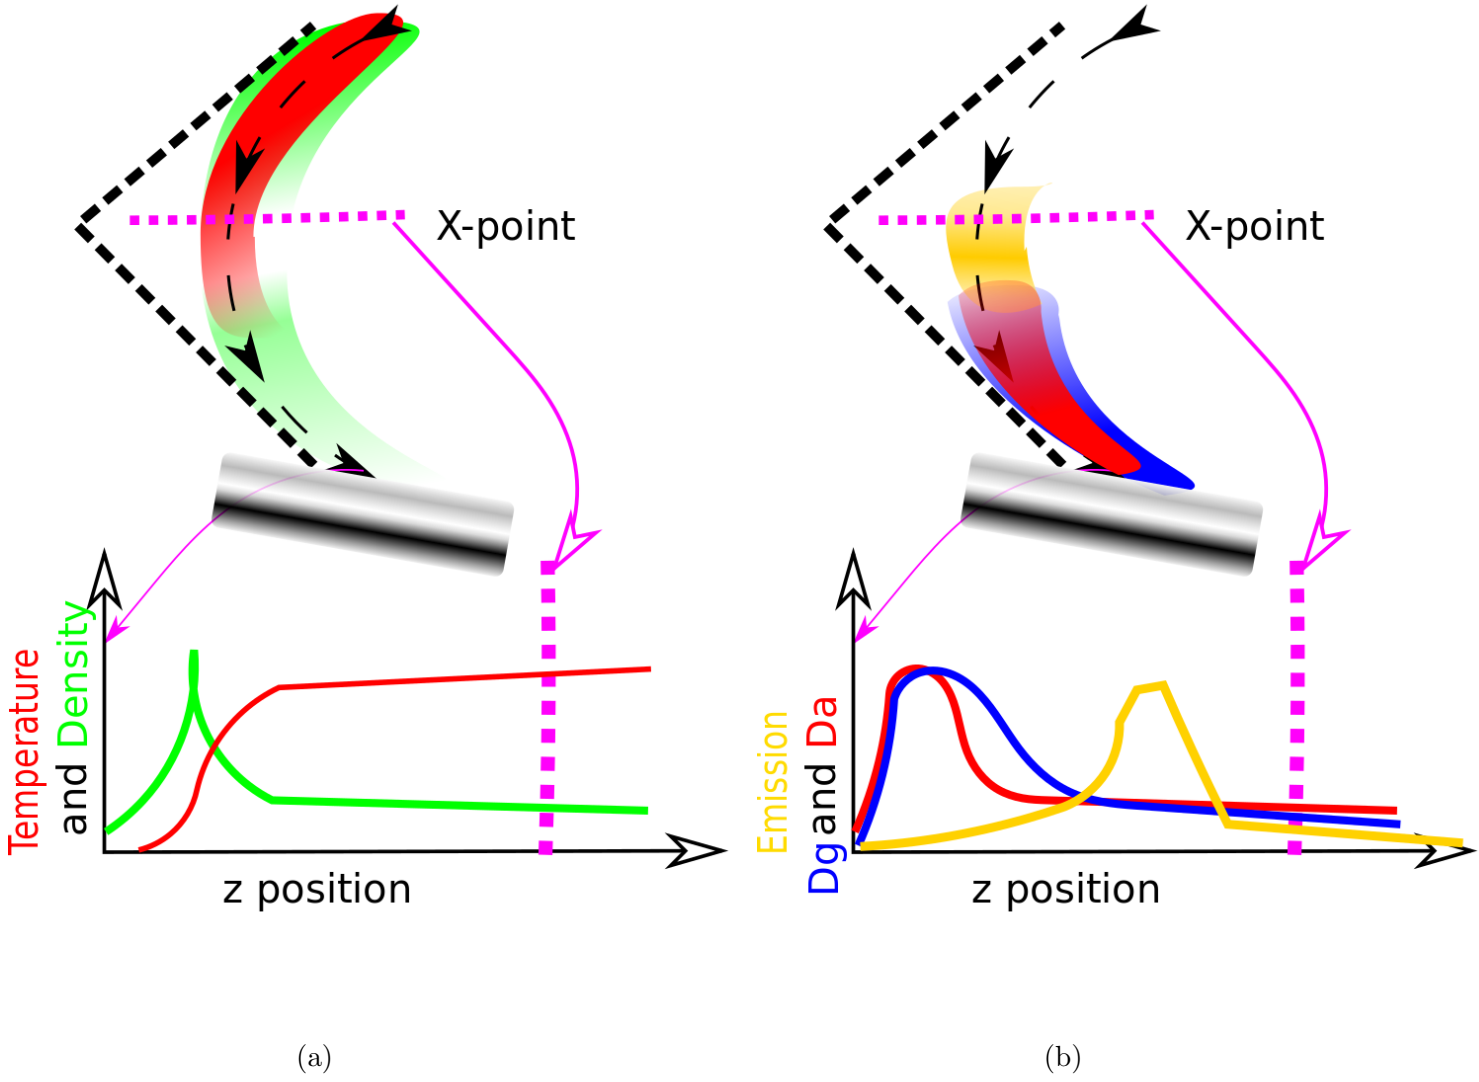 X-point
Temperature
and Density
z position
(a)
X-point
Emission
Dg and Da
z position
(b)